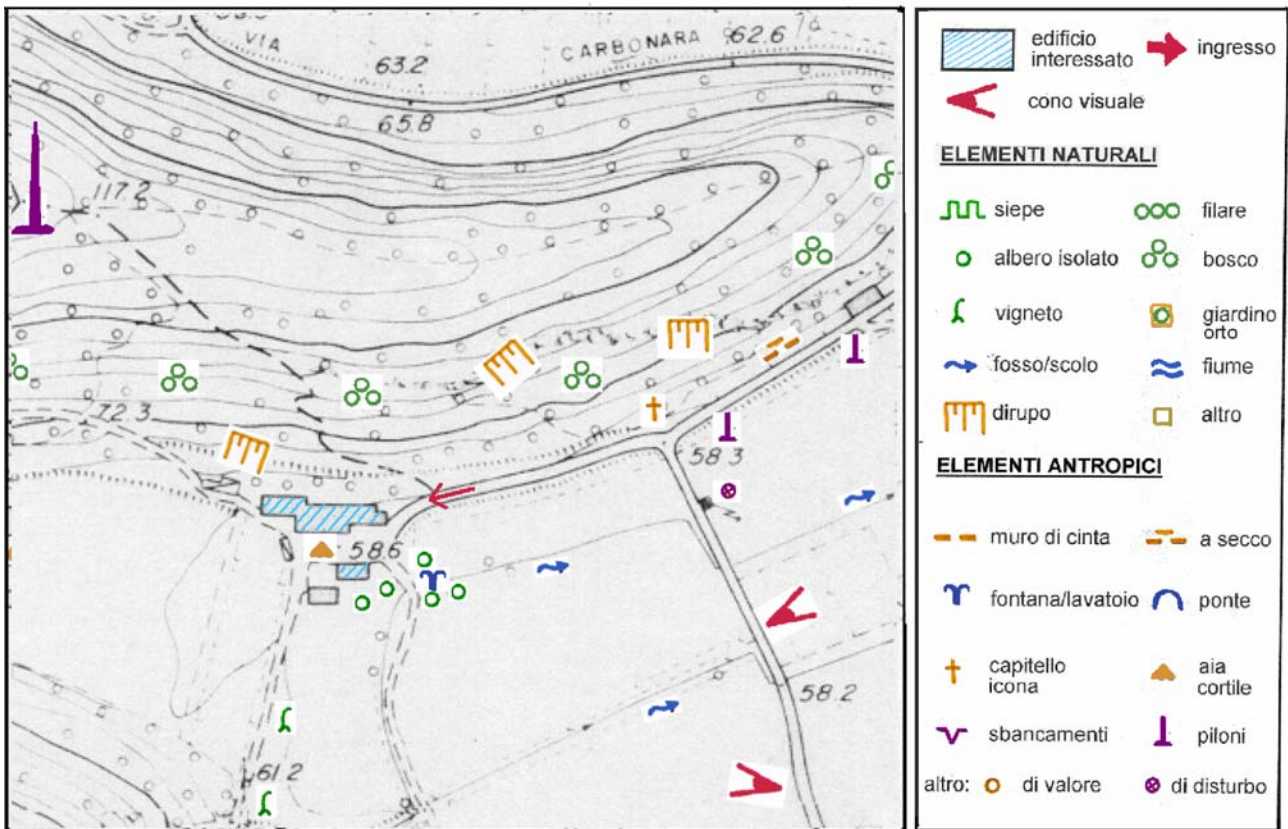 VIA CARBONARA 62.6
63.2
65.8
117.2
72.3
58.3
58.6
58.2
61.2
edificio
interessato
ingresso
cono visuale
ELEMENTI NATURALI
siepe
filare
albero isolato
bosco
vigneto
giardino
orto
fosso/scolo
fiume
dirupo
altro
ELEMENTI ANTROPICI
muro di cinta
a secco
fontana/lavatoio
ponte
capitello
icona
aia
cortile
sbancamenti
piloni
altro:
di valore
di disturbo